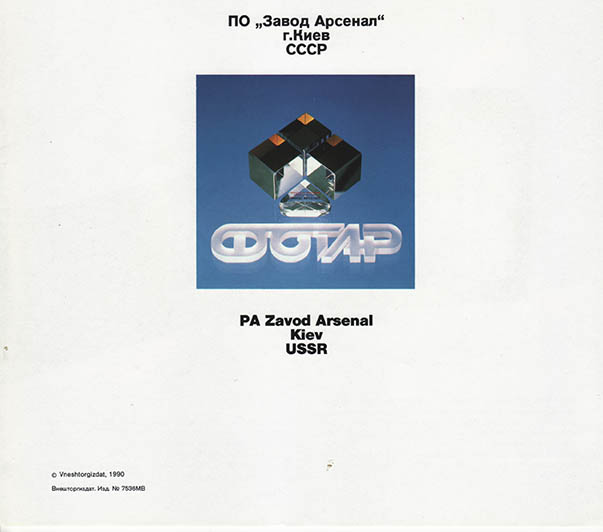 ПО „Завод Арсенал“
г.Киев
СССР
ФОТАР
PA Zavod Arsenal
Kiev
USSR
© Vneshtorgizdat, 1990
Внешторгиздат. Изд. № 7536МВ